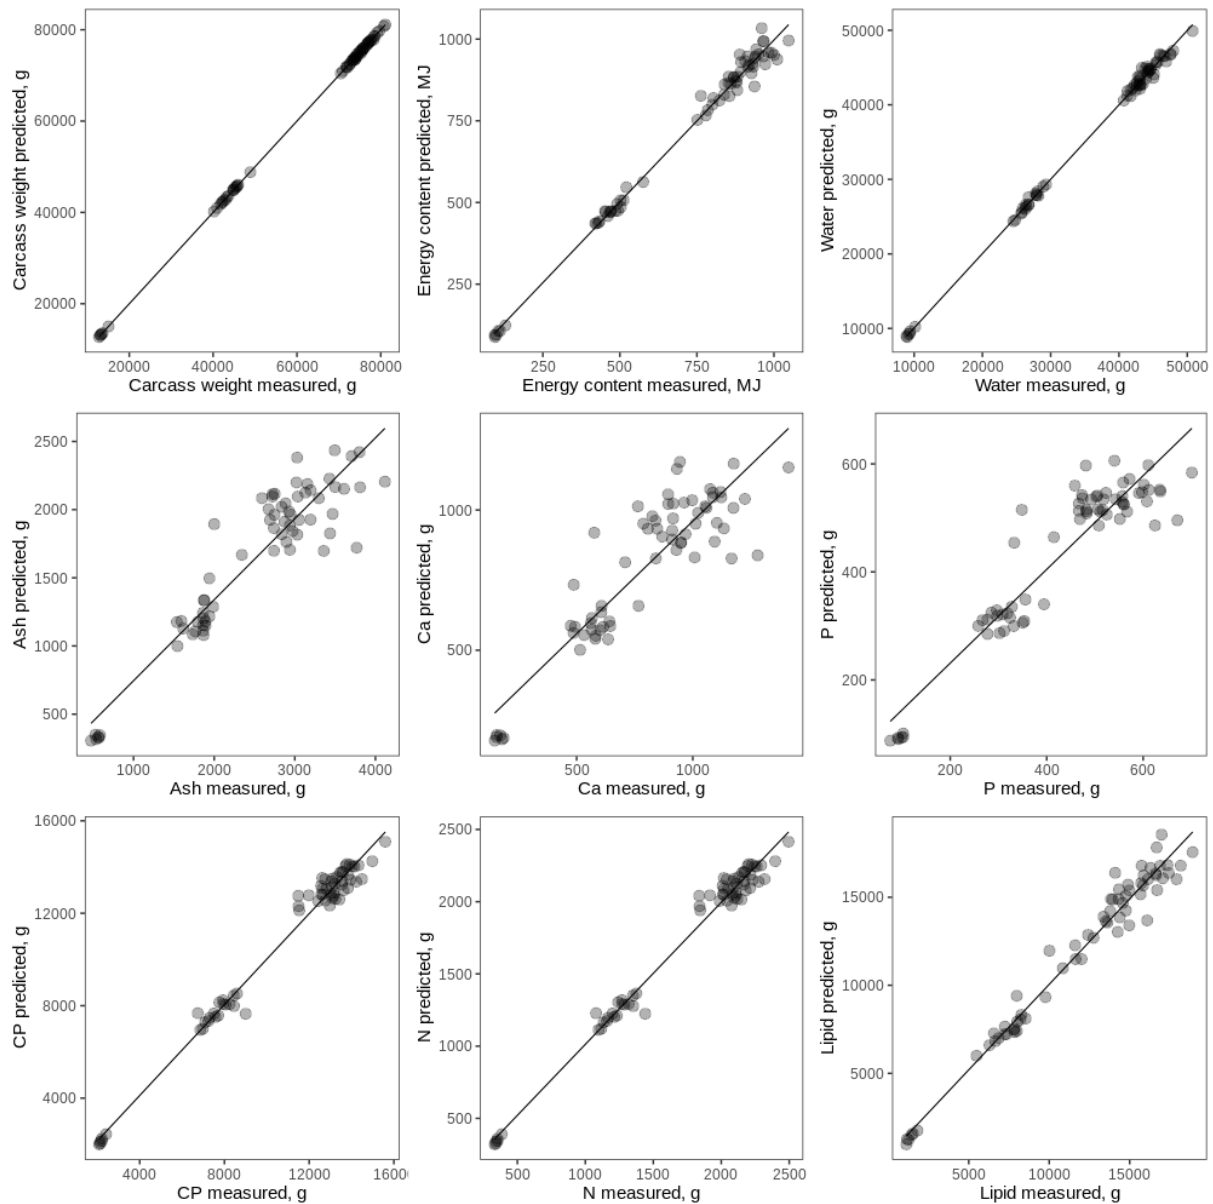 Carcass weight predicted, g
80000
60000
40000
20000
20000 40000 60000 80000
Carcass weight measured, g
Energy content predicted, MJ
1000
750
500
250
250 500 750 1000
Energy content measured, MJ
Water predicted, g
50000
40000
30000
20000
10000
10000 20000 30000 40000 50000
Water measured, g
Ash predicted, g
2500
2000
1500
1000
500
1000 2000 3000 4000
Ash measured, g
Ca predicted, g
1000
500
500 1000
Ca measured, g
P predicted, g
600
400
200
200 400 600
P measured, g
CP predicted, g
16000
12000
8000
4000
4000 8000 12000 1600
CP measured, g
N predicted, g
2500
2000
1500
1000
500
500 1000 1500 2000 2500
N measured, g
Lipid predicted, g
15000
10000
5000
5000 10000 15000
Lipid measured, g